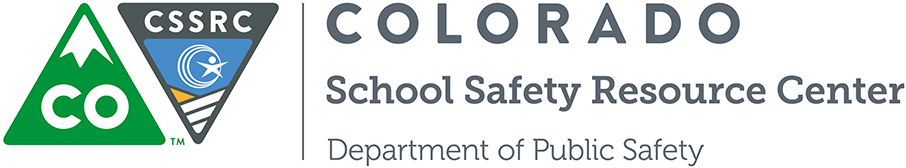 CO
TM
CSSRC
COLORADO
School Safety Resource Center
Department of Public Safety